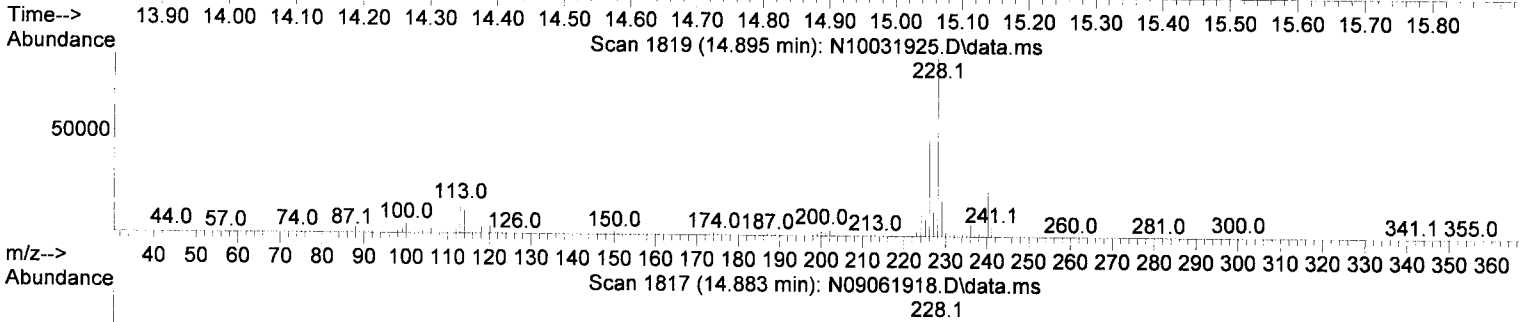 Time--> 13.90 14.00 14.10 14.20 14.30 14.40 14.50 14.60 14.70 14.80 14.90 15.00 15.10 15.20 15.30 15.40 15.50 15.60 15.70 15.80
Abundance Scan 1819 (14.895 min): N10031925.D\data.ms
228.1
50000
113.0
44.0 57.0 74.0 87.1 100.0 126.0 150.0 174.0 187.0 200.0 213.0 241.1 260.0 281.0 300.0 341.1 355.0
m/z--> 40 50 60 70 80 90 100 110 120 130 140 150 160 170 180 190 200 210 220 230 240 250 260 270 280 290 300 310 320 330 340 350 360
Abundance Scan 1817 (14.883 min): N09061918.D\data.ms
228.1